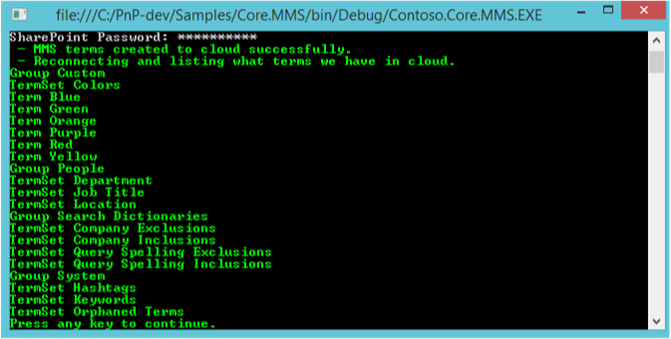 file:///C:/PnP-dev/Samples/Core.MMS/bin/Debug/Contoso.Core.MMS.EXE
SharePoint Password: **********
- MMS terms created to cloud successfully.
- Reconnecting and listing what terms we have in cloud.
Group Custom
TermSet Colors
Term Blue
Term Green
Term Orange
Term Purple
Term Red
Term Yellow
Group People
TermSet Department
TermSet Job Title
TermSet Location
Group Search Dictionaries
TermSet Company Exclusions
TermSet Company Inclusions
TermSet Query Spelling Exclusions
TermSet Query Spelling Inclusions
Group System
TermSet Hashtags
TermSet Keywords
TermSet Orphaned Terms
Press any key to continue.